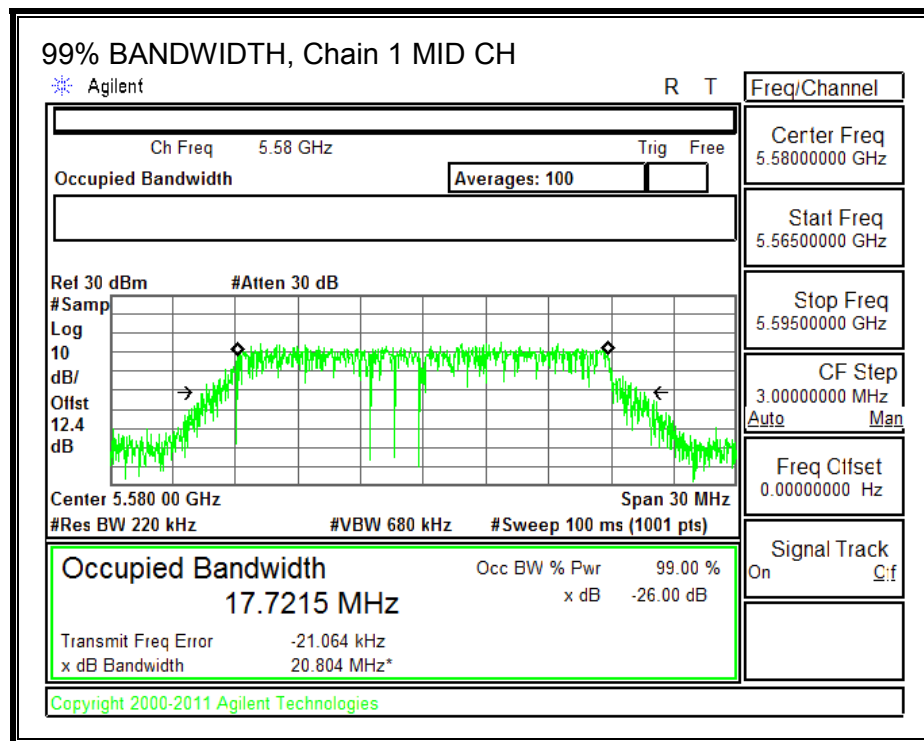 99% BANDWIDTH, Chain 1 MID CH
Agilent R T
Ch Freq 5.58 GHz Trig Free
Occupied Bandwidth Averages: 100
Ref 30 dBm #Atten 30 dB
#Samp
Log
10
dB/
Offst
12.4
dB
Center 5.580 00 GHz Span 30 MHz
#Res BW 220 kHz #VBW 680 kHz #Sweep 100 ms (1001 pts)
Occupied Bandwidth Occ BW % Pwr 99.00 %
17.7215 MHz x dB -26.00 dB
Transmit Freq Error -21.064 kHz
x dB Bandwidth 20.804 MHz*
Copyright 2000-2011 Agilent Technologies
Freq/Channel
Center Freq
5.58000000 GHz
Start Freq
5.56500000 GHz
Stop Freq
5.59500000 GHz
CF Step
3.00000000 MHz
Auto Man
Freq Offset
0.00000000 Hz
Signal Track
On Off